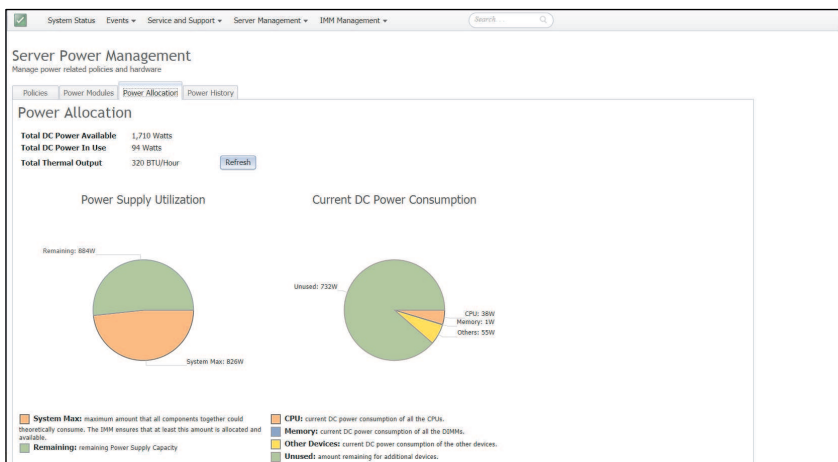 System Status Events Service and Support Server Management IMM Management Search ...
Server Power Management
Manage power related policies and hardware
Policies Power Modules Power Allocation Power History
Power Allocation
Total DC Power Available 1,710 Watts
Total DC Power In Use 94 Watts
Total Thermal Output 320 BTU/Hour Refresh
Power Supply Utilization
Remaining: 884W
System Max: 826W
System Max: maximum amount that all components together could
theoretically consume. The IMM ensures that at least this amount is allocated and
available.
Remaining: remaining Power Supply Capacity
Current DC Power Consumption
Unused: 732W
CPU: 38W
Memory: 1W
Others: 55W
CPU: current DC power consumption of all the CPUs.
Memory: current DC power consumption of all the DIMMs.
Other Devices: current DC power consumption of the other devices.
Unused: amount remaining for additional devices.